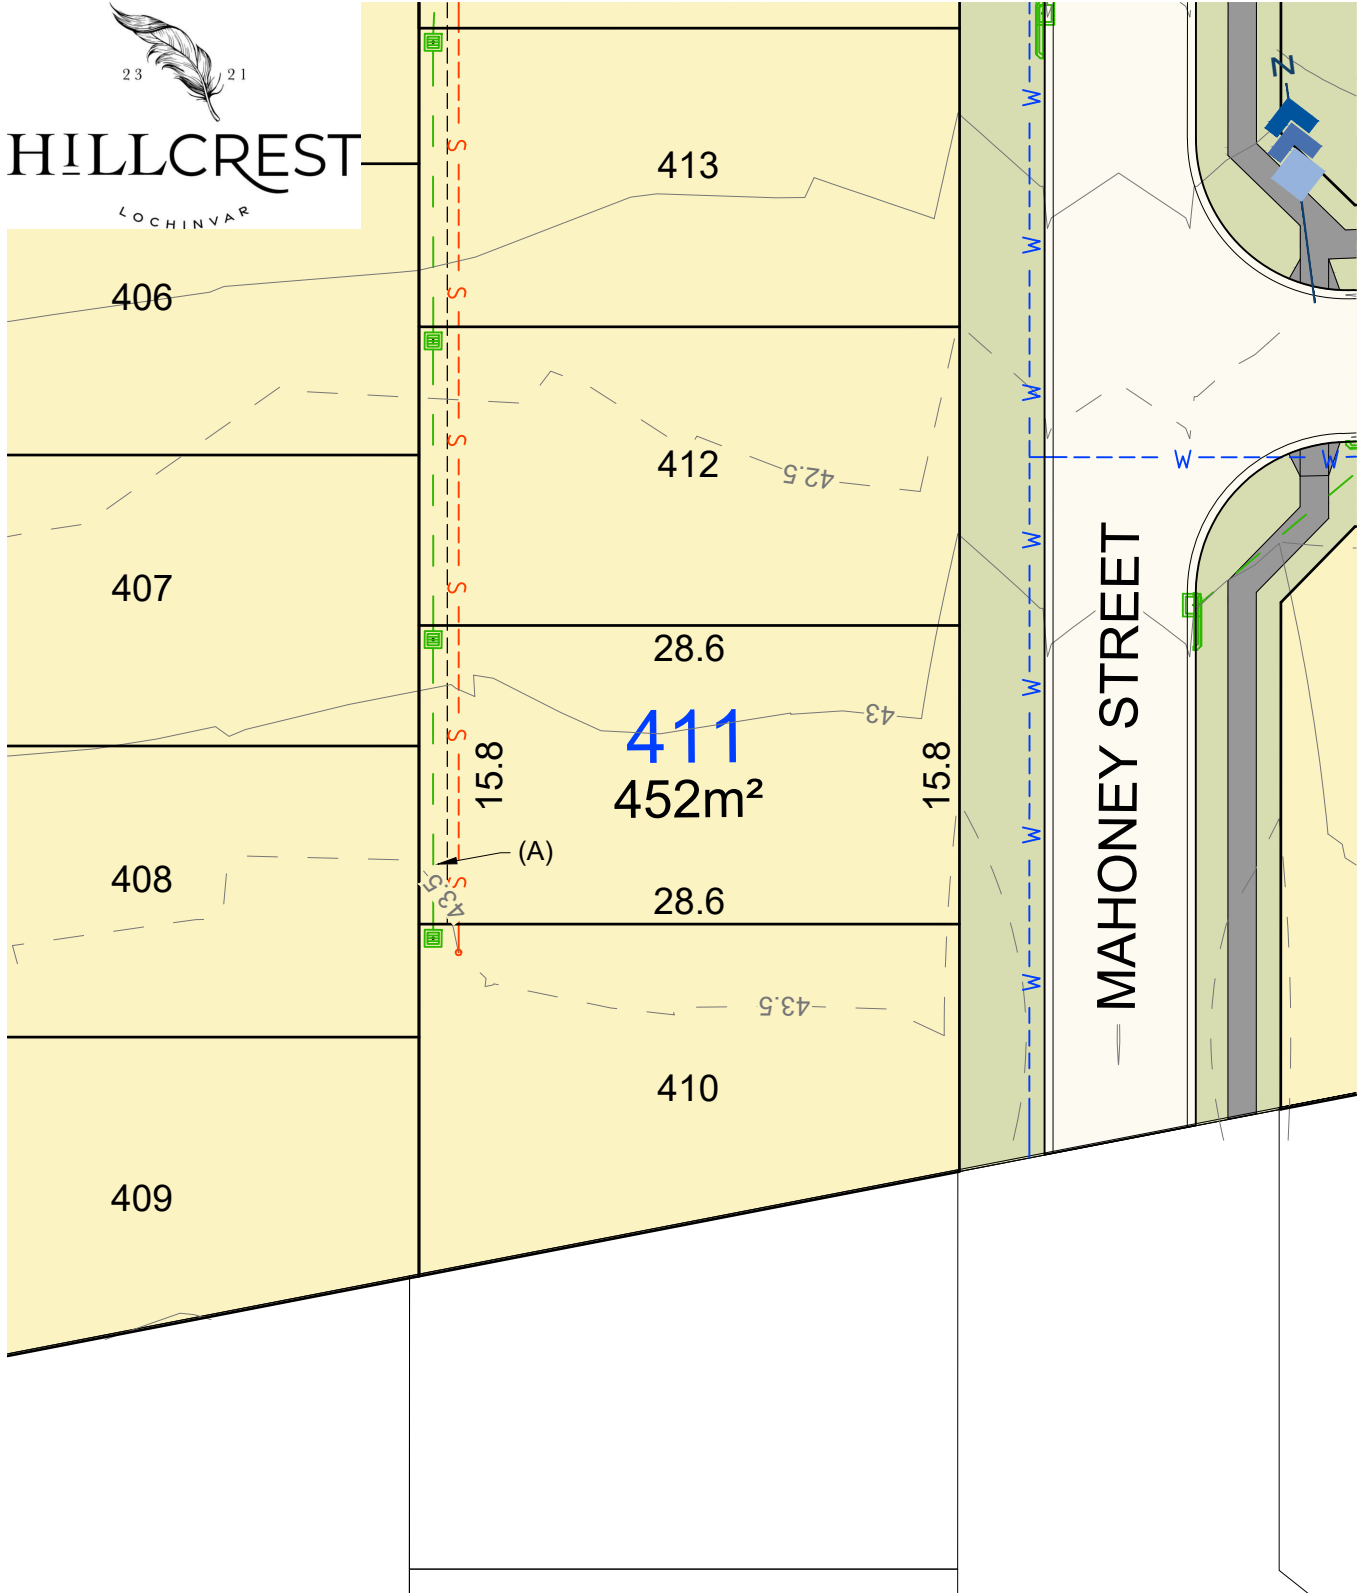 23 21
HILLCREST
LOCHINVAR
N
413
406
412
42.5
407
28.6
43
411
452m²
15.8
15.8
MAHONEY STREET
(A)
43.5
408
28.6
43.5
410
409
S
S
S
S
S
S
W
W
W
W
W
W
W
W
W